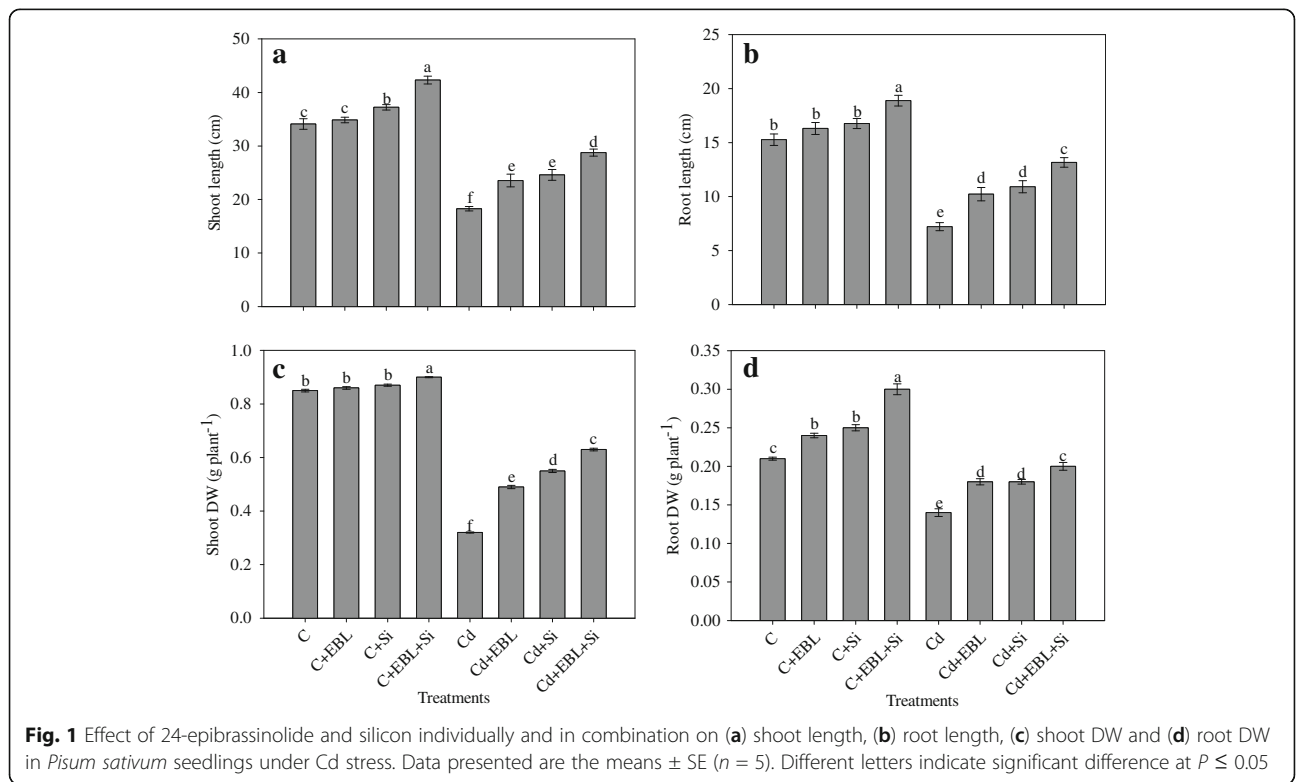 a
50
40
30
20
10
0
Shoot length (cm)
c c b a f e e d
b
25
20
15
10
5
0
Root length (cm)
b b b a e d d c
c
1.0
0.8
0.6
0.4
0.2
0.0
Shoot DW (g plant-1)
b b b a f e d c
C C+EBL C+Si C+EBL+Si Cd Cd+EBL Cd+Si Cd+EBL+Si
Treatments
d
0.35
0.30
0.25
0.20
0.15
0.10
0.05
0.00
Root DW (g plant-1)
c b b a e d d c
C C+EBL C+Si C+EBL+Si Cd Cd+EBL Cd+Si Cd+EBL+Si
Treatments
Fig. 1 Effect of 24-epibrassinolide and silicon individually and in combination on (a) shoot length, (b) root length, (c) shoot DW and (d) root DW
in Pisum sativum seedlings under Cd stress. Data presented are the means ± SE (n = 5). Different letters indicate significant difference at P ≤ 0.05